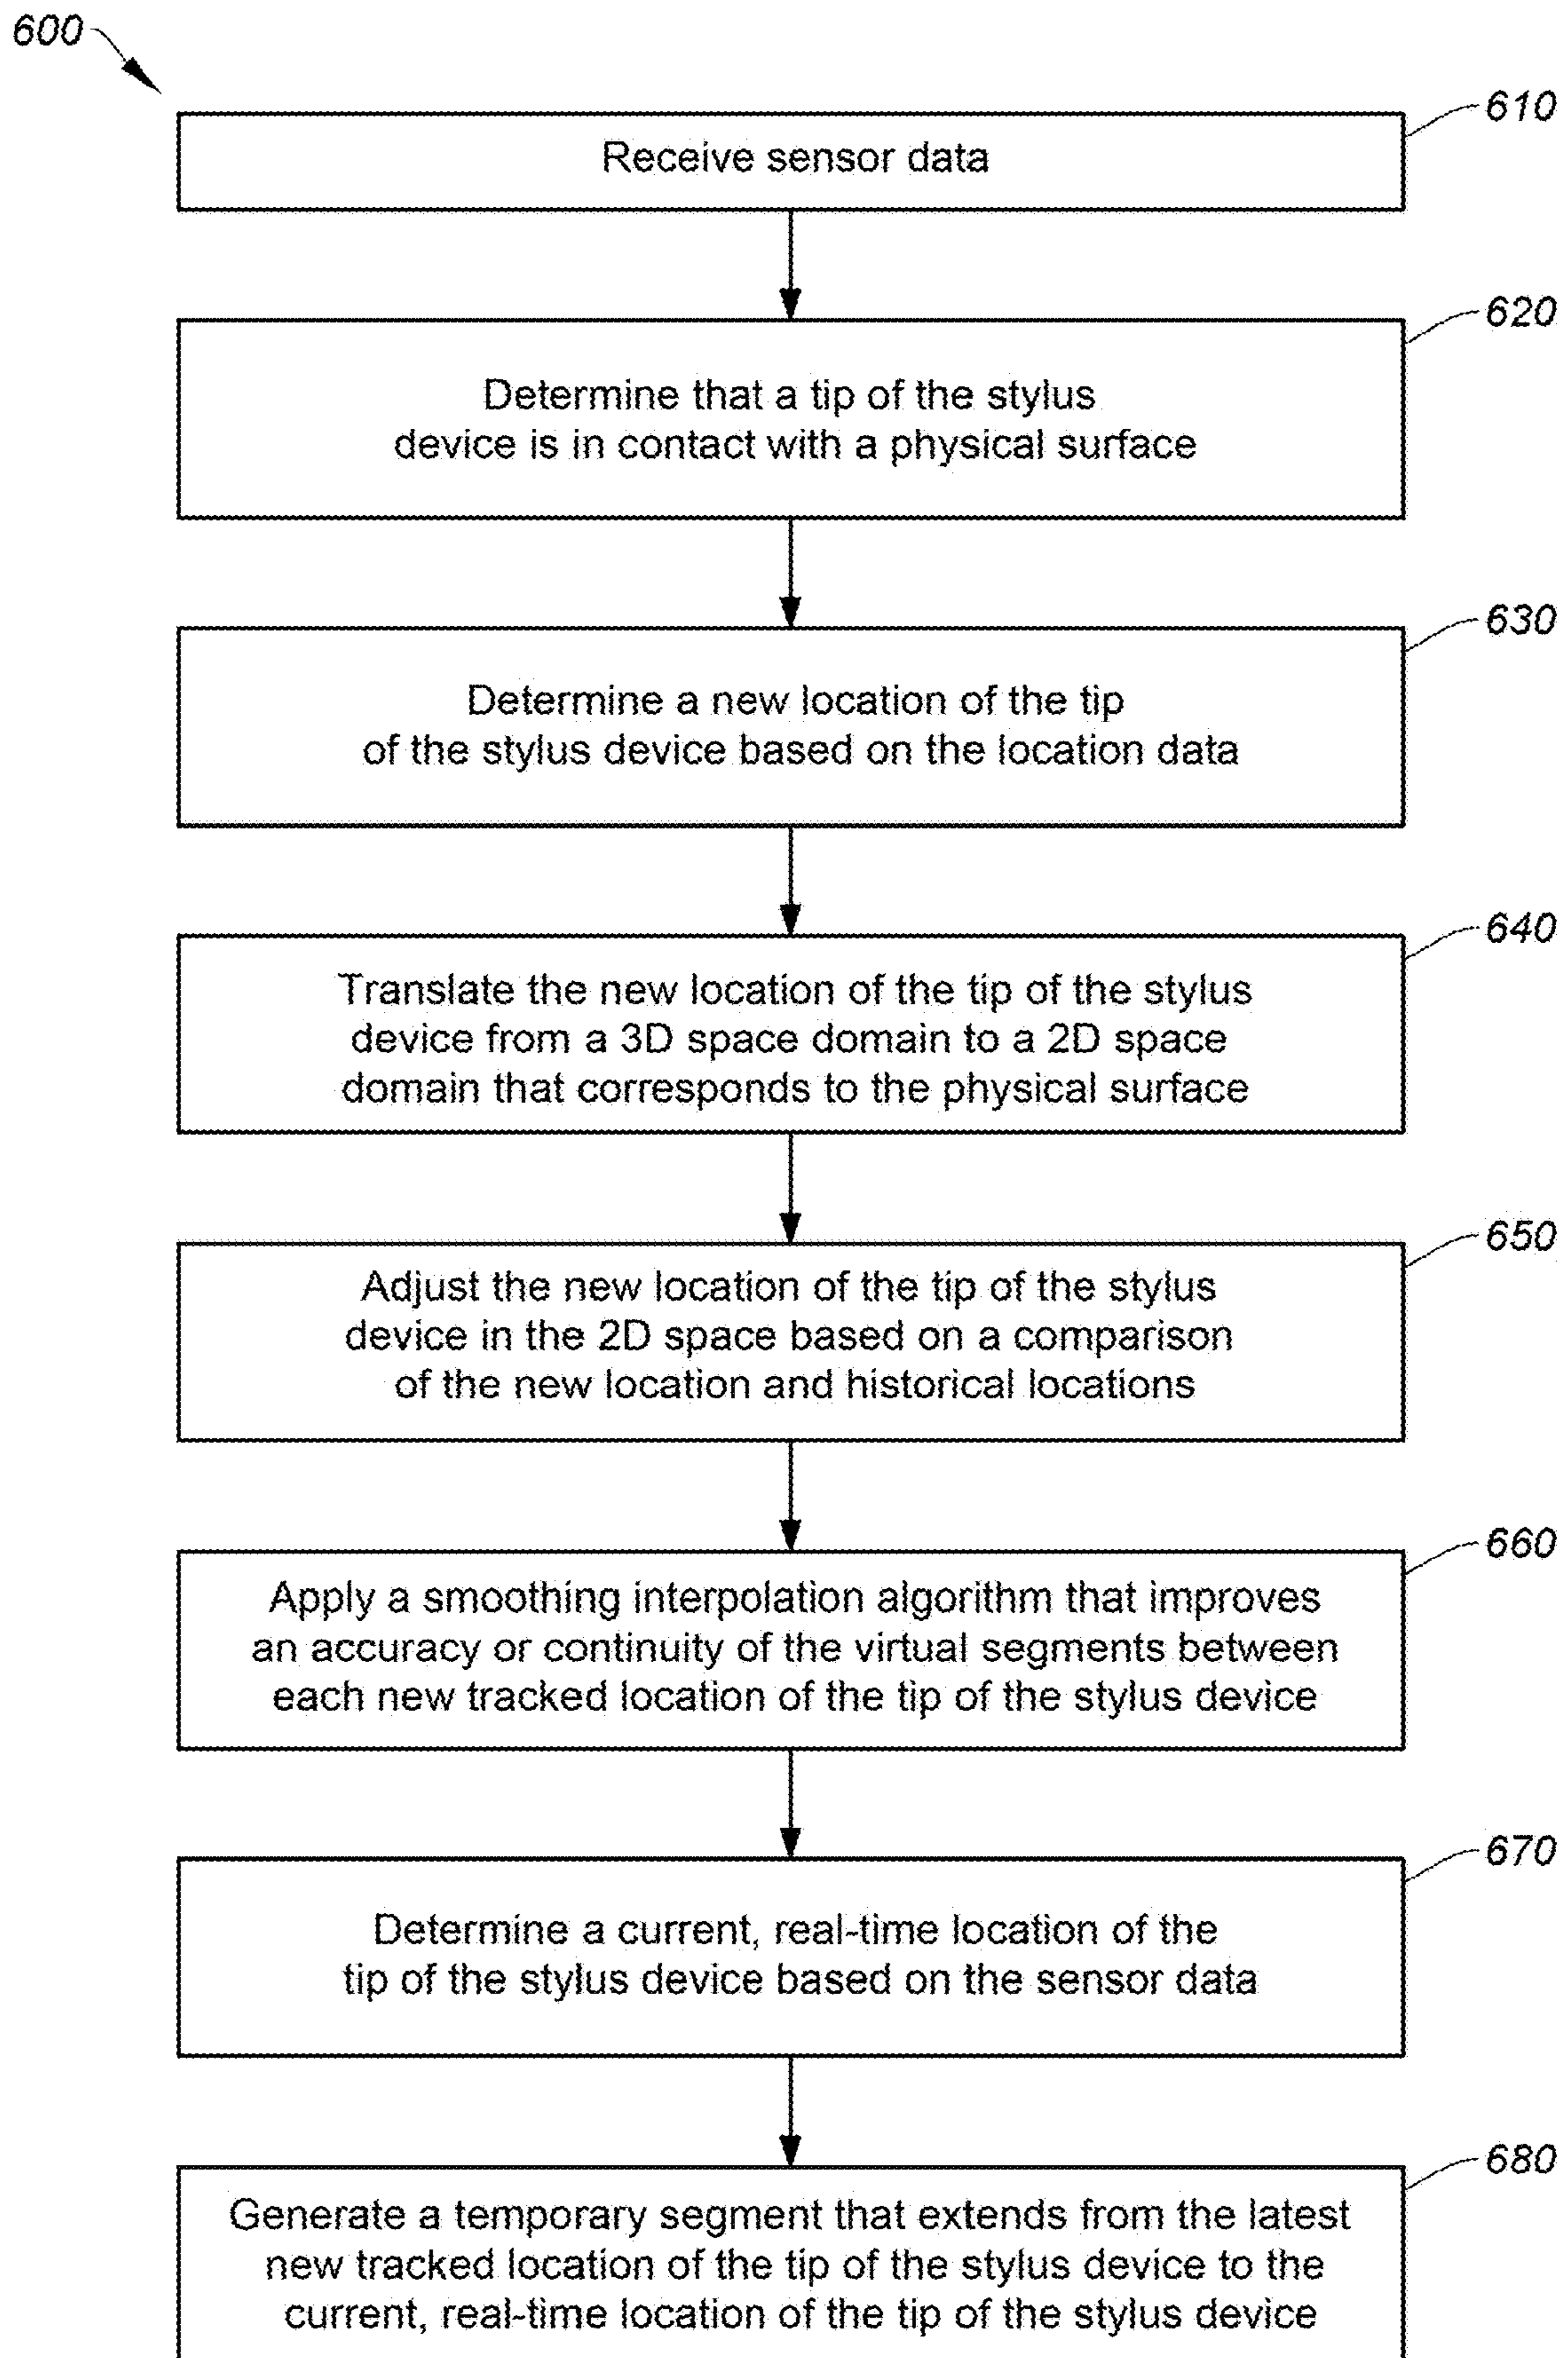 600
610
Receive sensor data
620
Determine that a tip of the stylus
device is in contact with a physical surface
630
Determine a new location of the tip
of the stylus device based on the location data
640
Translate the new location of the tip of the stylus
device from a 3D space domain to a 2D space
domain that corresponds to the physical surface
650
Adjust the new location of the tip of the stylus
device in the 2D space based on a comparison
of the new location and historical locations
660
Apply a smoothing interpolation algorithm that improves
an accuracy or continuity of the virtual segments between
each new tracked location of the tip of the stylus device
670
Determine a current, real-time location of the
tip of the stylus device based on the sensor data
680
Generate a temporary segment that extends from the latest
new tracked location of the tip of the stylus device to the
current, real-time location of the tip of the stylus device